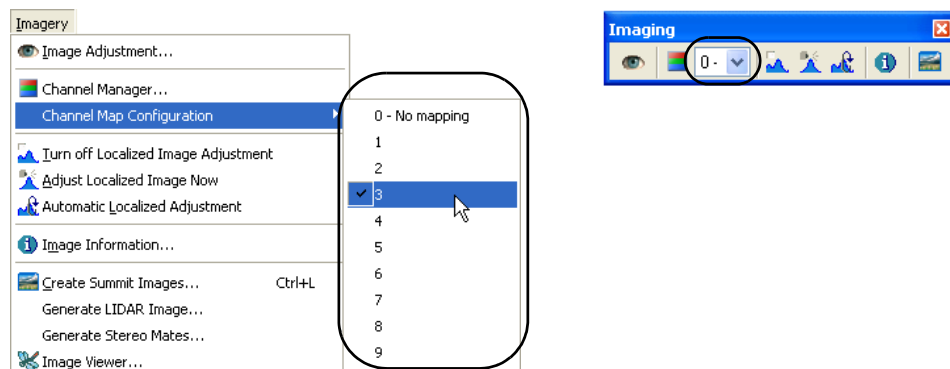 Imagery
Image Adjustment...
Channel Manager...
Channel Map Configuration
Turn off Localized Image Adjustment
Adjust Localized Image Now
Automatic Localized Adjustment
Image Information...
Create Summit Images... Ctrl+L
Generate LIDAR Image...
Generate Stereo Mates...
Image Viewer...
0 - No mapping
1
2
3
4
5
6
7
8
9
Imaging
0 -